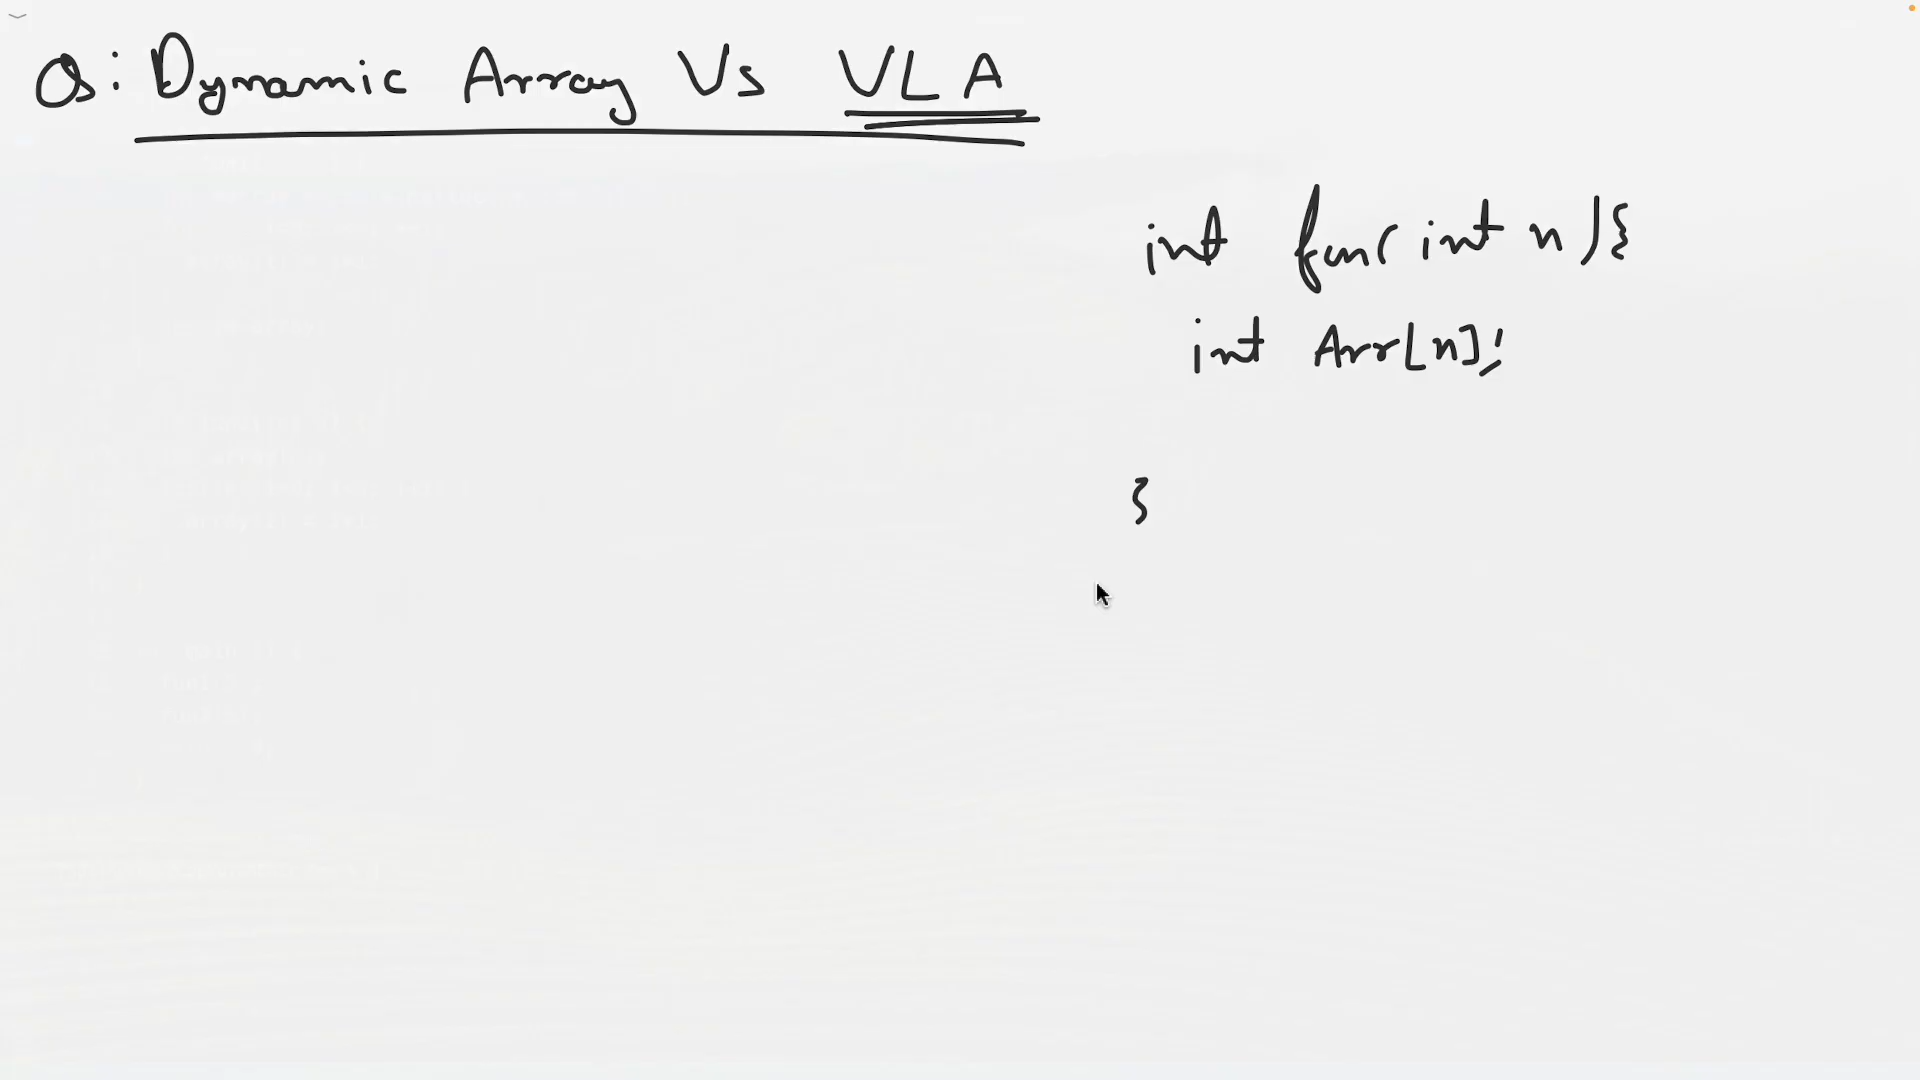 Q: Dynamic Array Vs VLA
int fun( int n ){
int Arr[n];
}